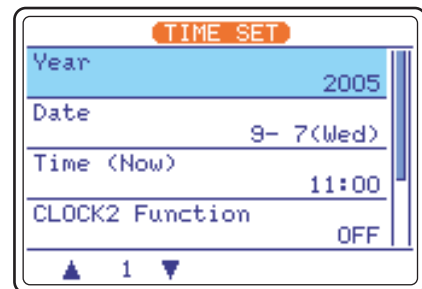 TIME SET
Year
2005
Date
9- 7(Wed)
Time (Now)
11:00
CLOCK2 Function
OFF
▲ 1 ▼